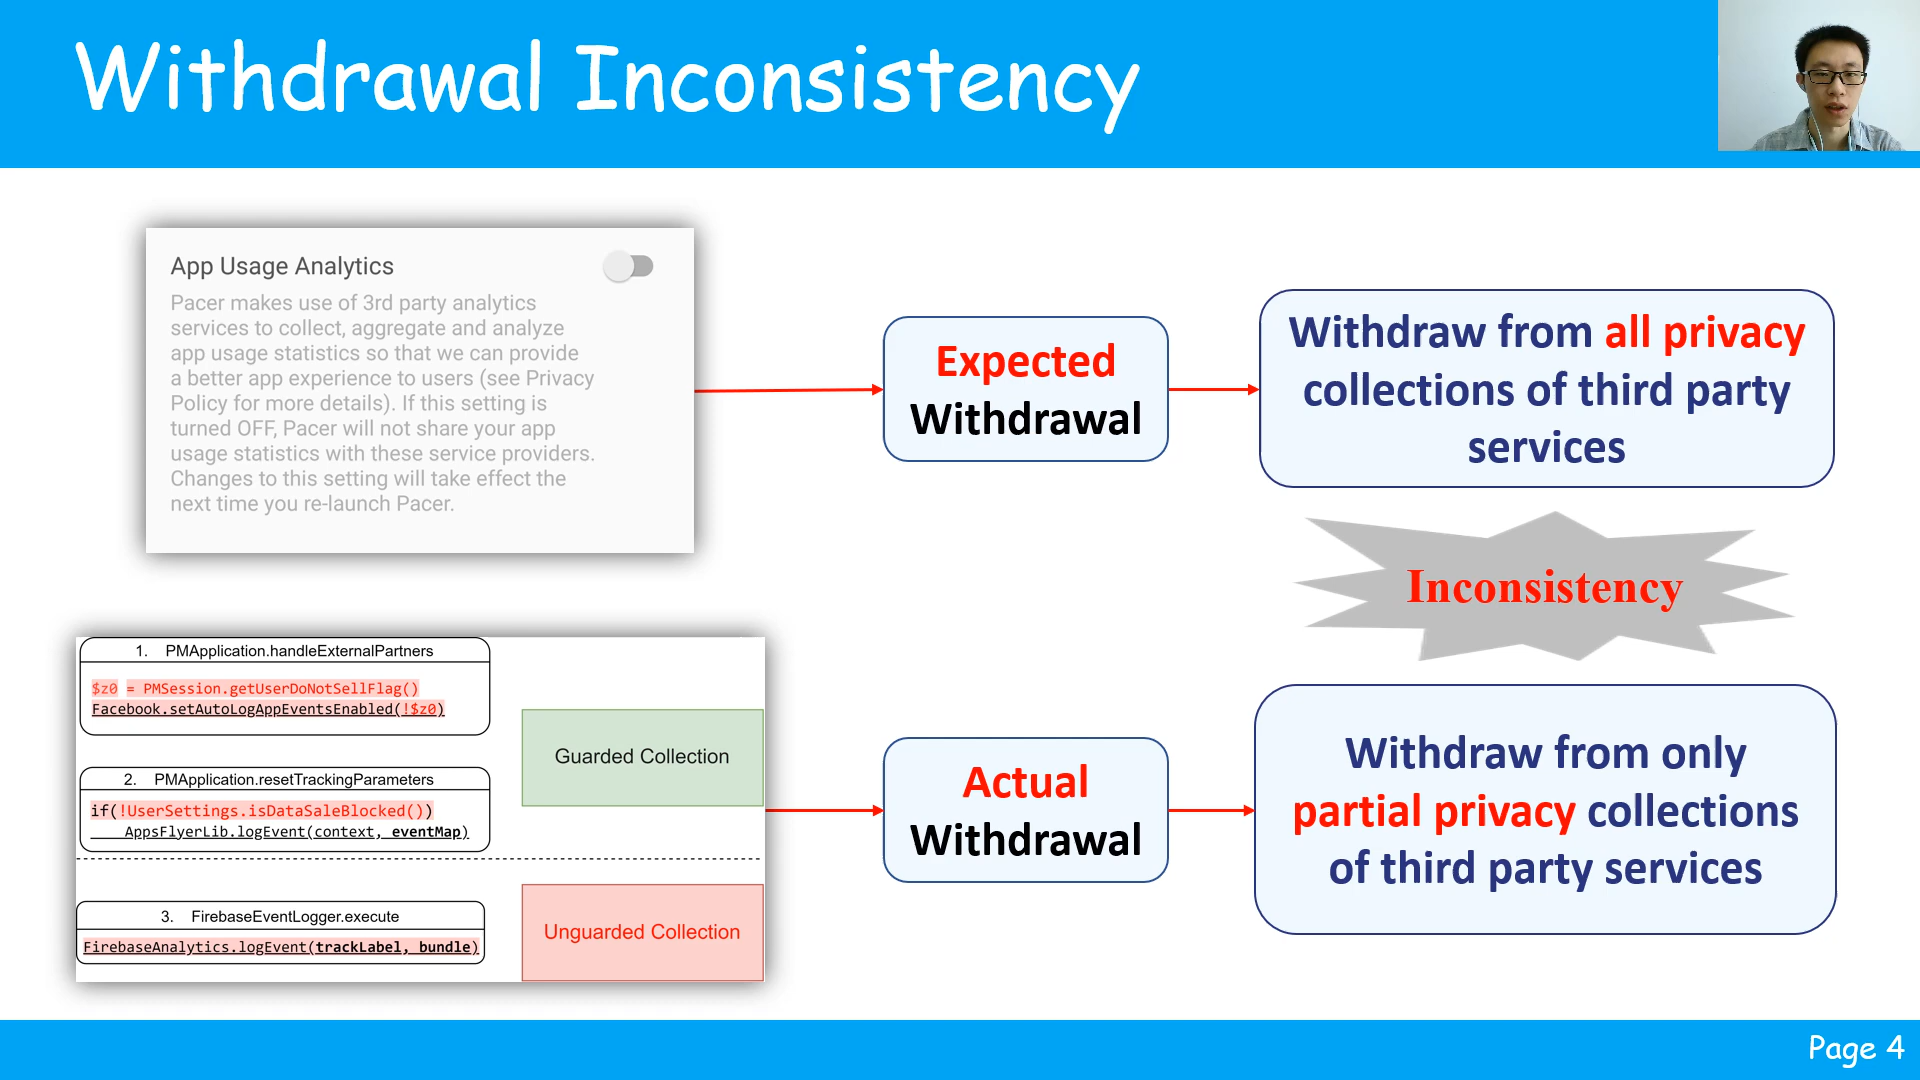 Withdrawal Inconsistency
App Usage Analytics
Pacer makes use of 3rd party analytics
services to collect, aggregate and analyze
app usage statistics so that we can provide
a better app experience to users (see Privacy
Policy for more details). If this setting is
turned OFF, Pacer will not share your app
usage statistics with these service providers.
Changes to this setting will take effect the
next time you re-launch Pacer.
Expected
Withdrawal
Withdraw from all privacy
collections of third party
services
Inconsistency
1. PMApplication.handleExternalPartners
$z0 = PMSession.getUserDoNotSellFlag()
Facebook.setAutoLogAppEventsEnabled(!$z0)
2. PMApplication.resetTrackingParameters
if(!UserSettings.isDataSaleBlocked())
AppsFlyerLib.logEvent(context, eventMap)
3. FirebaseEventLogger.execute
FirebaseAnalytics.logEvent(trackLabel, bundle)
Guarded Collection
Unguarded Collection
Actual
Withdrawal
Withdraw from only
partial privacy collections
of third party services
Page 4